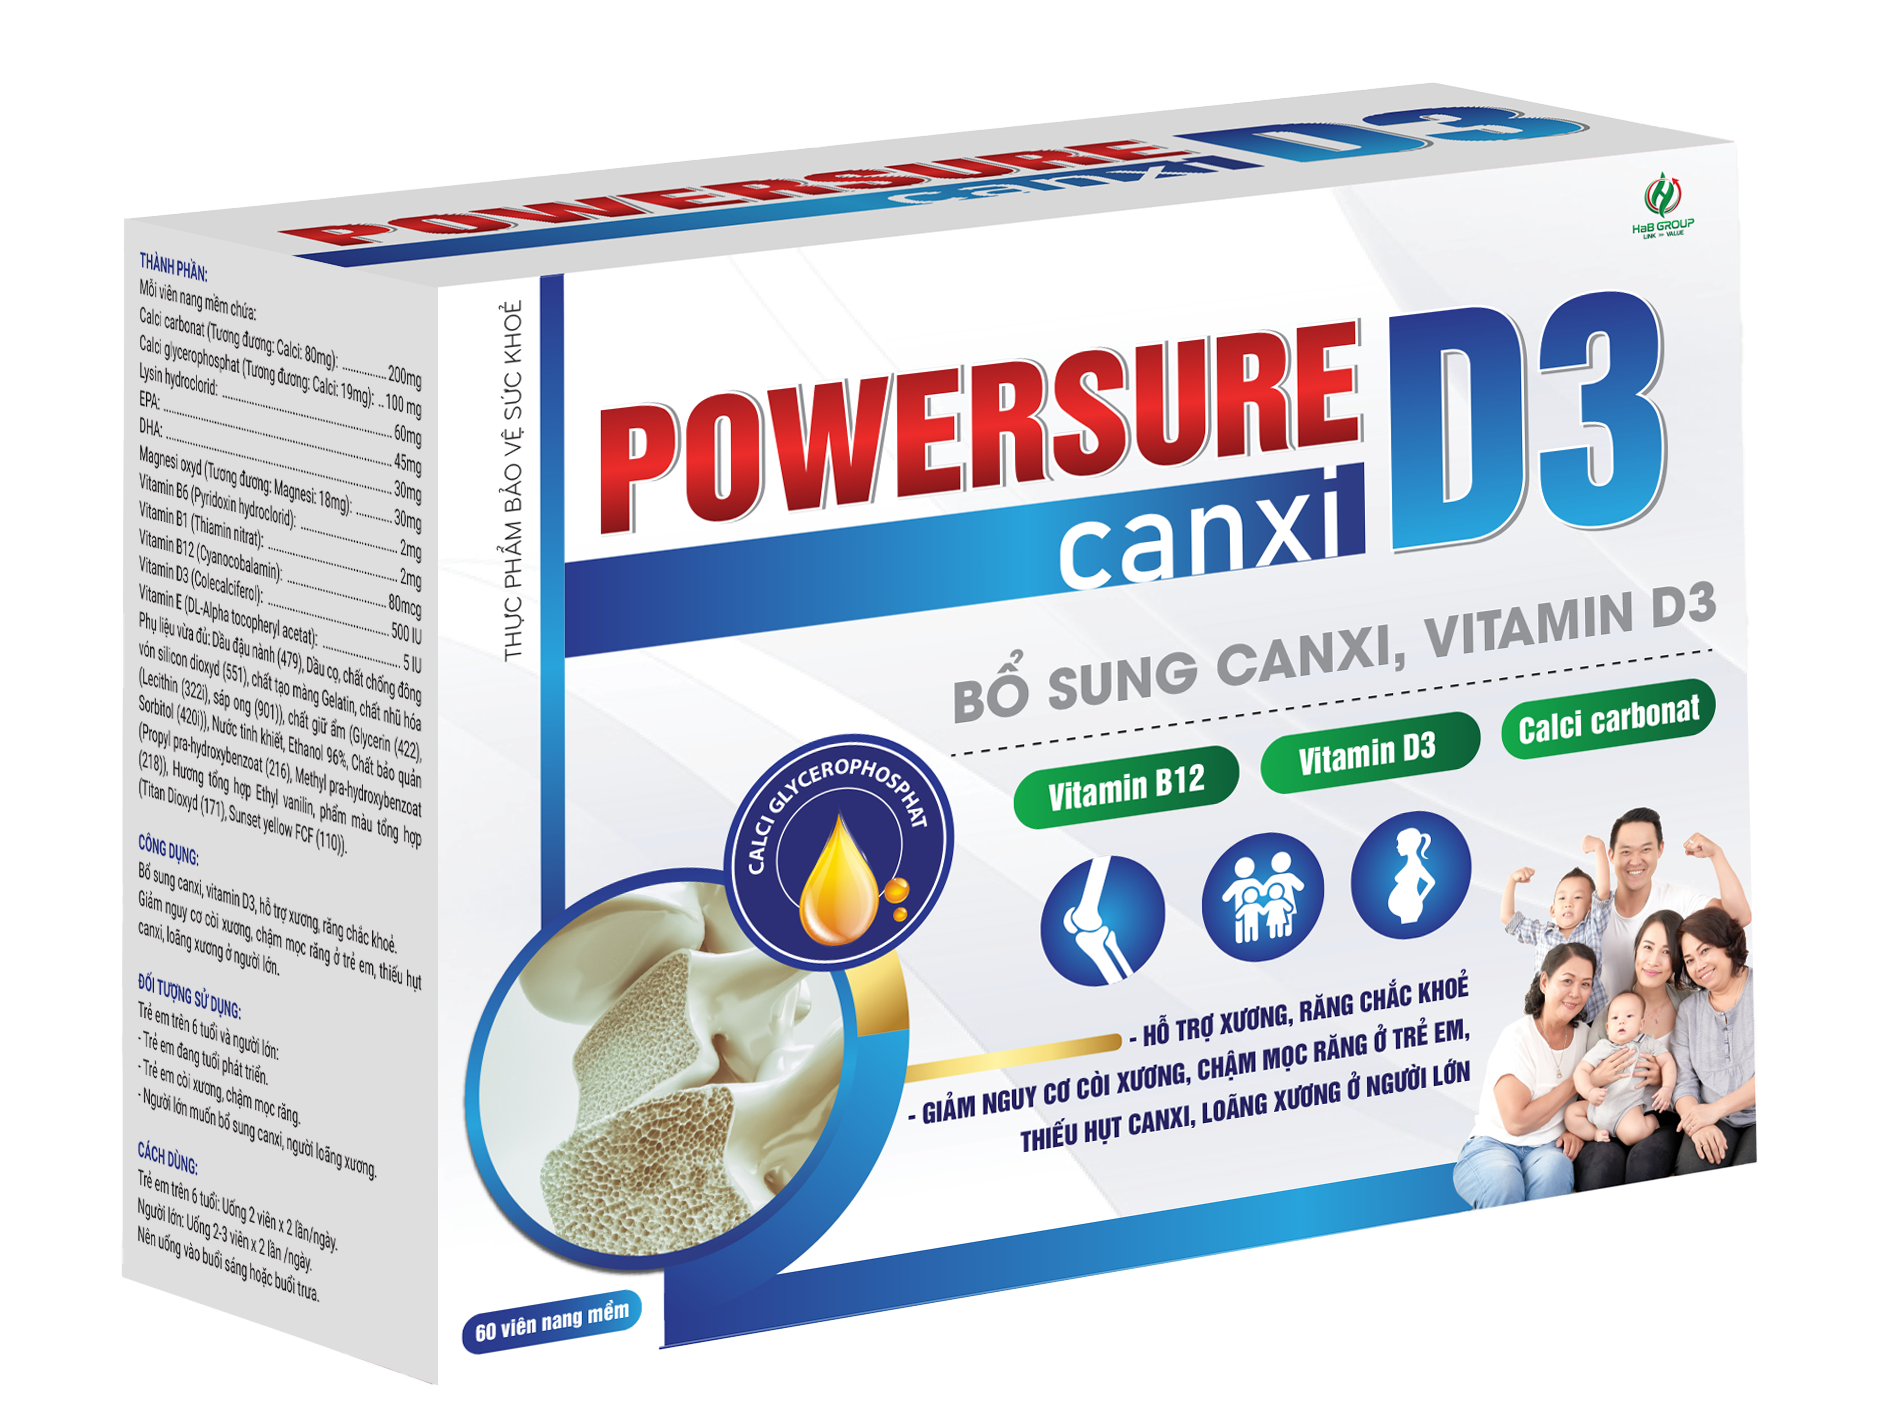 POWERSURE D3
canxi
THÀNH PHẦN:
Mỗi viên nang mềm chứa:
Calci carbonat (Tương đương: Calci: 80mg): ............... 200mg
Calci glycerophosphat (Tương đương: Calci: 19mg): .. 100 mg
Lysin hydroclorid: ............... 60mg
EPA: ............... 45mg
DHA: ............... 30mg
Magnesi oxyd (Tương đương: Magnesi: 18mg): ............... 30mg
Vitamin B6 (Pyridoxin hydroclorid): ............... 2mg
Vitamin B1 (Thiamin nitrat): ............... 2mg
Vitamin B12 (Cyanocobalamin): ............... 80mcg
Vitamin D3 (Colecalciferol): ............... 500 IU
Vitamin E (DL-Alpha tocopheryl acetat): ............... 5 IU
Phụ liệu vừa đủ: Dầu đậu nành (479), Dầu cọ, chất chống đông
vón silicon dioxyd (551), chất tạo màng Gelatin, chất nhũ hóa
(Lecithin (322i), sáp ong (901)), chất giữ ẩm (Glycerin (422),
Sorbitol (420i)), Nước tinh khiết, Ethanol 96%, Chất bảo quản
(Propyl pra-hydroxybenzoat (216), Methyl pra-hydroxybenzoat
(218)), Hương tổng hợp Ethyl vanilin, phẩm màu tổng hợp
(Titan Dioxyd (171), Sunset yellow FCF (110)).
CÔNG DỤNG:
Bổ sung canxi, vitamin D3, hỗ trợ xương, răng chắc khoẻ.
Giảm nguy cơ còi xương, chậm mọc răng ở trẻ em, thiếu hụt
canxi, loãng xương ở người lớn.
ĐỐI TƯỢNG SỬ DỤNG:
Trẻ em trên 6 tuổi và người lớn:
- Trẻ em đang tuổi phát triển.
- Trẻ em còi xương, chậm mọc răng.
- Người lớn muốn bổ sung canxi, người loãng xương.
CÁCH DÙNG:
Trẻ em trên 6 tuổi: Uống 2 viên x 2 lần/ngày.
Người lớn: Uống 2-3 viên x 2 lần /ngày.
Nên uống vào buổi sáng hoặc buổi trưa.
THỰC PHẨM BẢO VỆ SỨC KHOẺ
HaB GROUP
LINK VALUE
POWERSURE D3
canxi
BỔ SUNG CANXI, VITAMIN D3
Vitamin B12
Vitamin D3
Calci carbonat
CALCI GLYCEROPHOSPHAT
- HỖ TRỢ XƯƠNG, RĂNG CHẮC KHOẺ
- GIẢM NGUY CƠ CÒI XƯƠNG, CHẬM MỌC RĂNG Ở TRẺ EM,
THIẾU HỤT CANXI, LOÃNG XƯƠNG Ở NGƯỜI LỚN
60 viên nang mềm